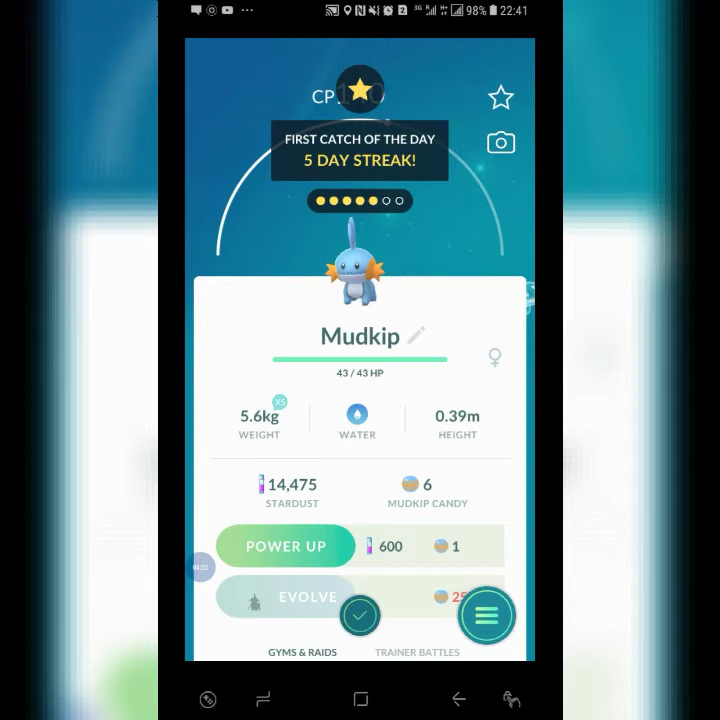 98% 22:41
CP
FIRST CATCH OF THE DAY
5 DAY STREAK!
Mudkip
43 / 43 HP
XS
5.6kg
WEIGHT
WATER
0.39m
HEIGHT
14,475
STARDUST
6
MUDKIP CANDY
POWER UP 600 1
EVOLVE
GYMS & RAIDS TRAINER BATTLES